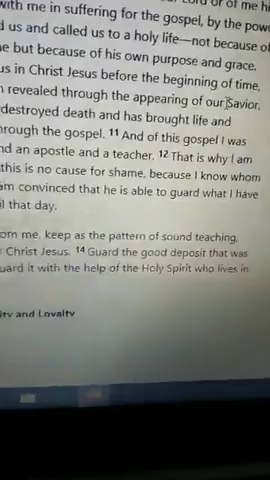 with me in suffering for the gospel, by the pow
d us and called us to a holy life—not because of
e but because of his own purpose and grace.
us in Christ Jesus before the beginning of time,
revealed through the appearing of our Savior,
destroyed death and has brought life and
hrough the gospel. 11 And of this gospel I was
nd an apostle and a teacher. 12 That is why I am
this is no cause for shame, because I know whom
am convinced that he is able to guard what I have
il that day.
om me, keep as the pattern of sound teaching,
Christ Jesus. 14 Guard the good deposit that was
uard it with the help of the Holy Spirit who lives in
ity and Loyalty